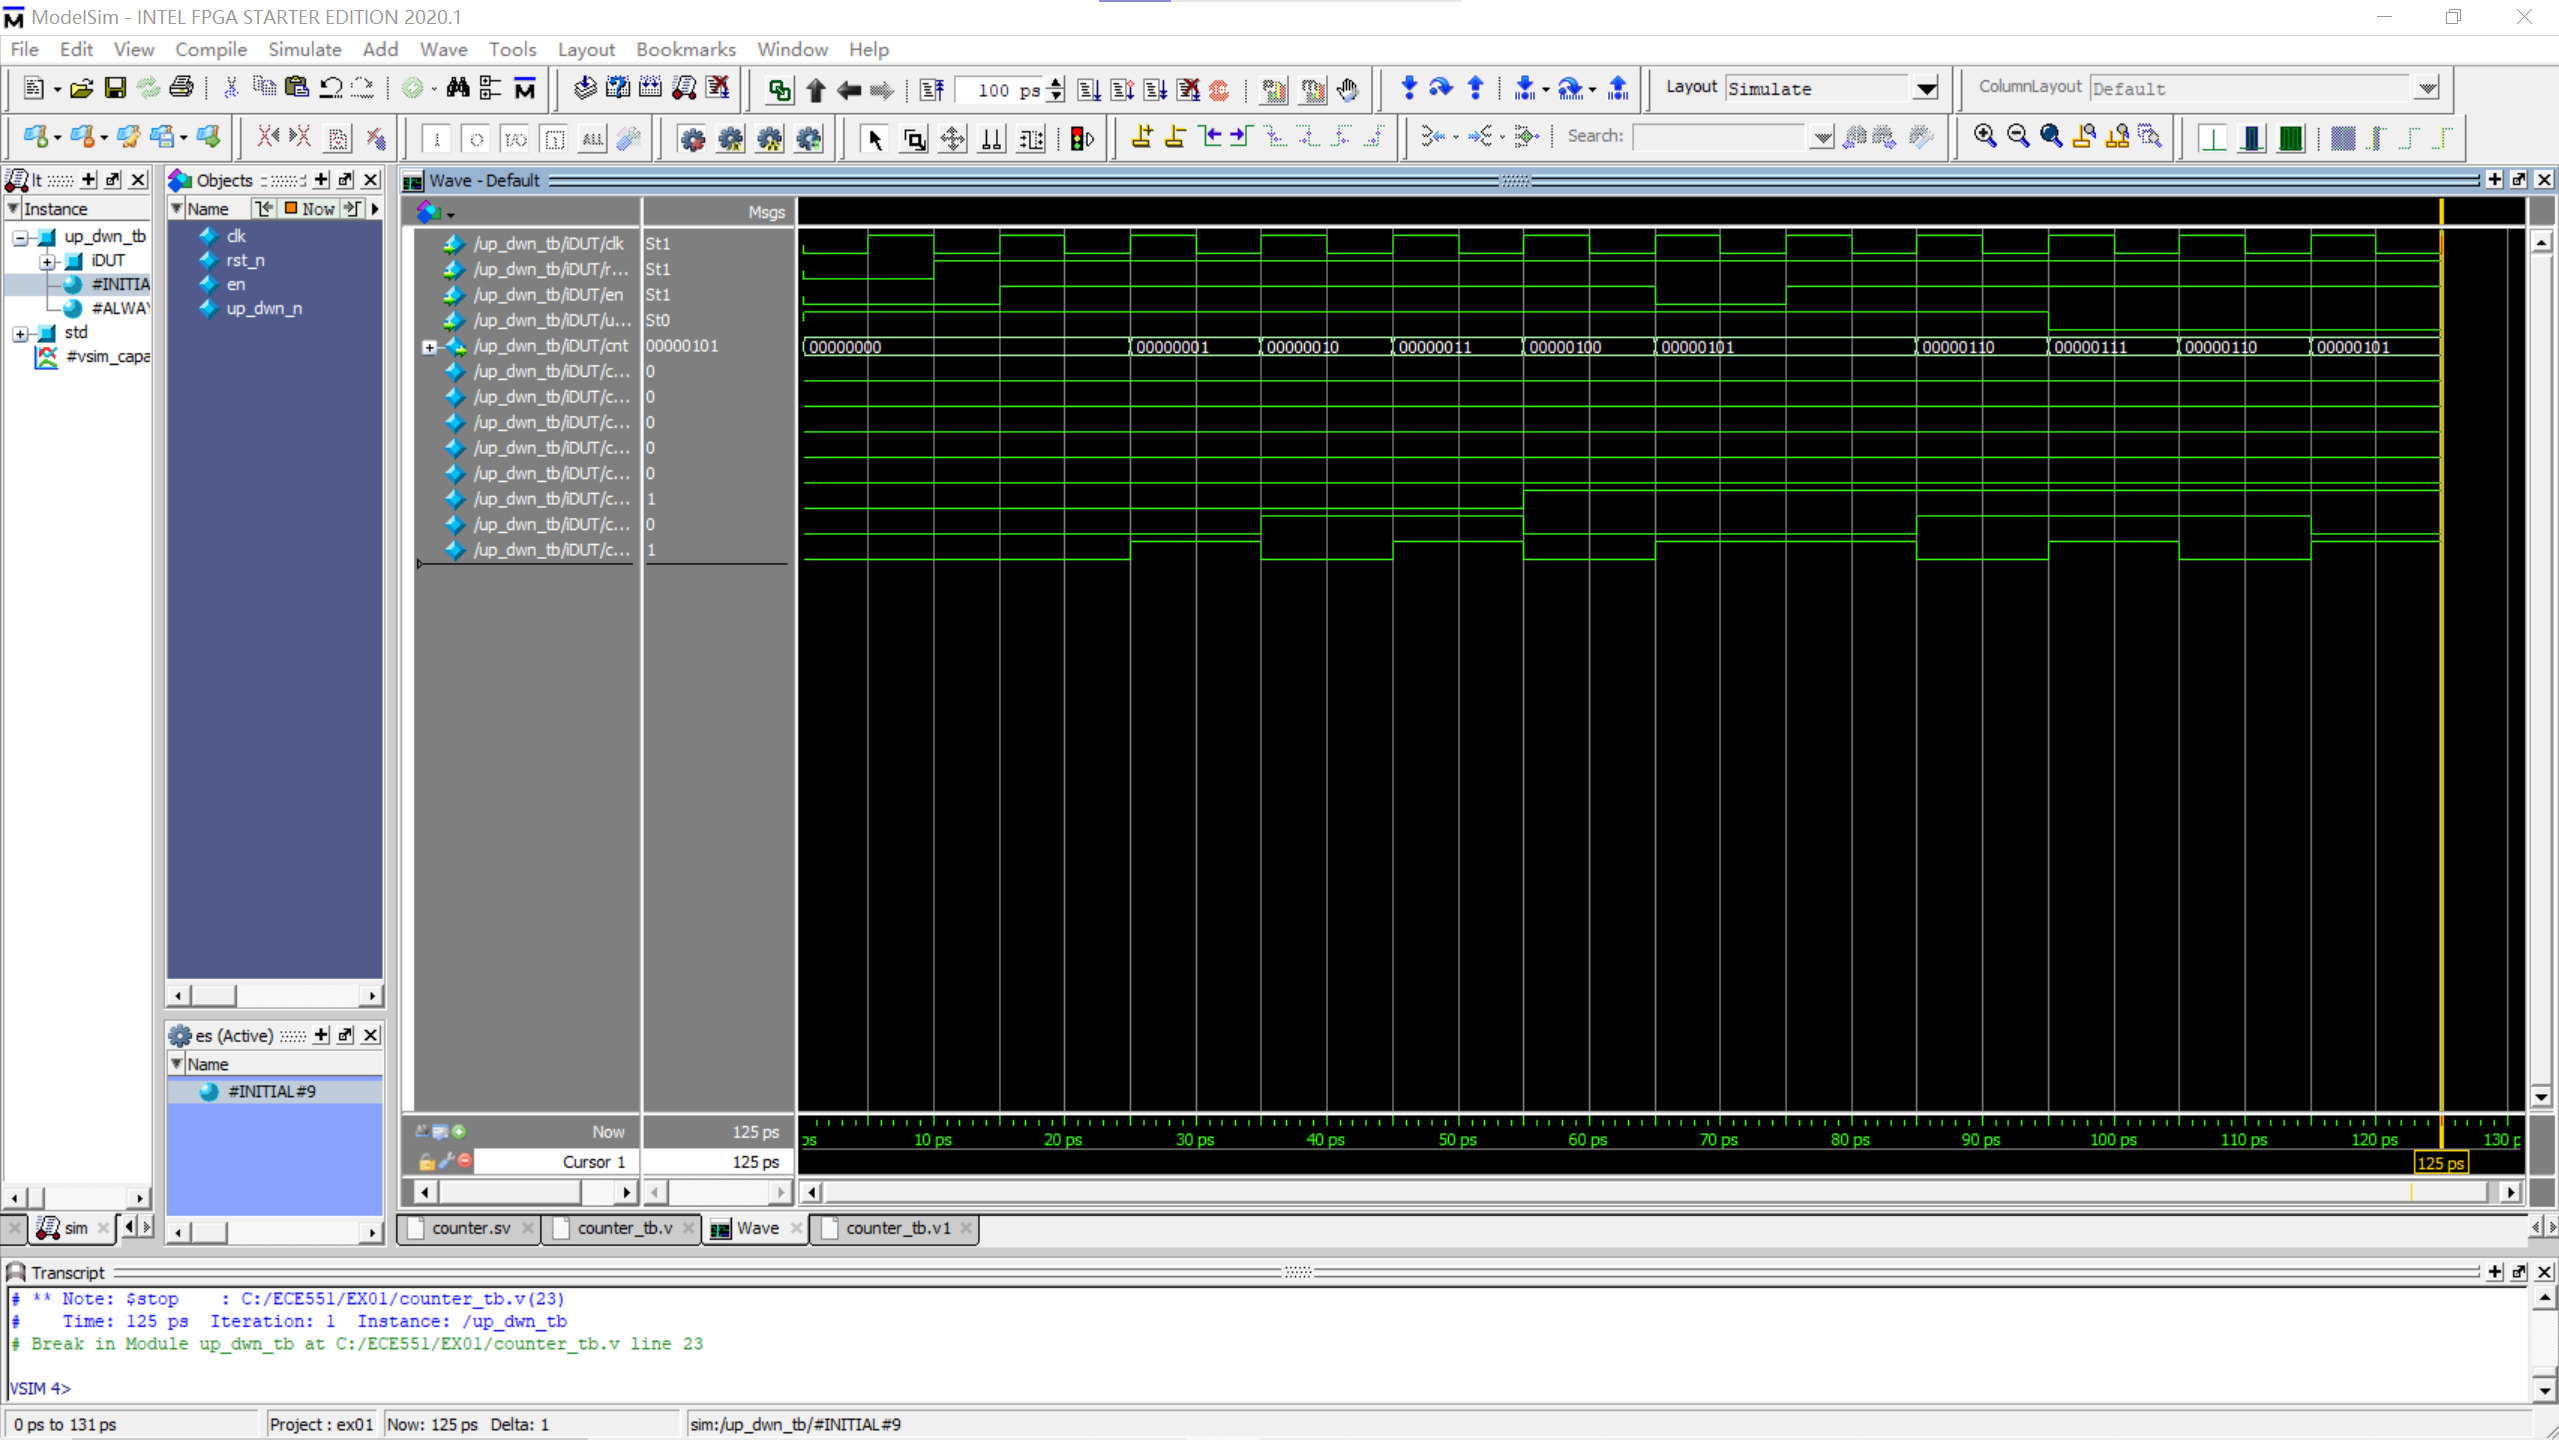 ModelSim - INTEL FPGA STARTER EDITION 2020.1
File Edit View Compile Simulate Add Wave Tools Layout Bookmarks Window Help
100 ps
Layout Simulate
ColumnLayout Default
Search:
Instance
up_dwn_tb
iDUT
#INITIA
#ALWAY
std
#vsim_capa
sim
Objects
Name Now
clk
rst_n
en
up_dwn_n
es (Active)
Name
#INITIAL#9
Wave - Default
Msgs
/up_dwn_tb/iDUT/clk St1
/up_dwn_tb/iDUT/r... St1
/up_dwn_tb/iDUT/en St1
/up_dwn_tb/iDUT/u... St0
/up_dwn_tb/iDUT/cnt 00000101 00000000 00000001 00000010 00000011 00000100 00000101 00000110 00000111 00000110 00000101
/up_dwn_tb/iDUT/c... 0
/up_dwn_tb/iDUT/c... 0
/up_dwn_tb/iDUT/c... 0
/up_dwn_tb/iDUT/c... 0
/up_dwn_tb/iDUT/c... 0
/up_dwn_tb/iDUT/c... 1
/up_dwn_tb/iDUT/c... 0
/up_dwn_tb/iDUT/c... 1
Now 125 ps
ps 10 ps 20 ps 30 ps 40 ps 50 ps 60 ps 70 ps 80 ps 90 ps 100 ps 110 ps 120 ps 130 p
Cursor 1 125 ps 125 ps
counter.sv counter_tb.v Wave counter_tb.v1
Transcript
# ** Note: $stop : C:/ECE551/EX01/counter_tb.v(23)
# Time: 125 ps Iteration: 1 Instance: /up_dwn_tb
# Break in Module up_dwn_tb at C:/ECE551/EX01/counter_tb.v line 23
VSIM 4>
0 ps to 131 ps Project : ex01 Now: 125 ps Delta: 1 sim:/up_dwn_tb/#INITIAL#9